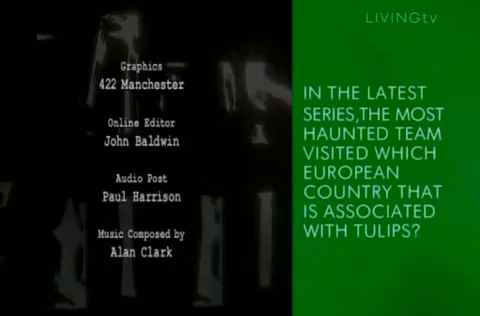 Graphics
422 Manchester
Online Editor
John Baldwin
Audio Post
Paul Harrison
Music Composed by
Alan Clark
LIVINGtv
IN THE LATEST
SERIES,THE MOST
HAUNTED TEAM
VISITED WHICH
EUROPEAN
COUNTRY THAT
IS ASSOCIATED
WITH TULIPS?